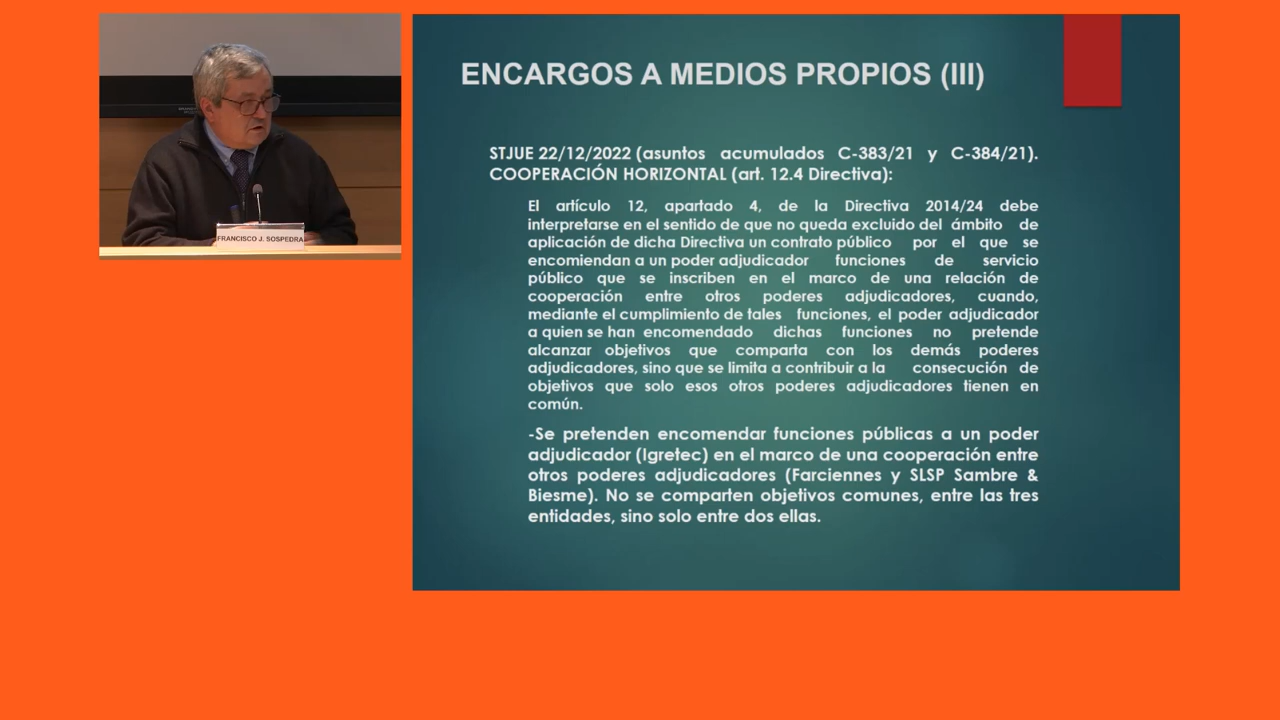 FRANCISCO J. SOSPEDRA
ENCARGOS A MEDIOS PROPIOS (III)
STJUE 22/12/2022 (asuntos acumulados C-383/21 y C-384/21).
COOPERACIÓN HORIZONTAL (art. 12.4 Directiva):
El artículo 12, apartado 4, de la Directiva 2014/24 debe
interpretarse en el sentido de que no queda excluido del ámbito de
aplicación de dicha Directiva un contrato público por el que se
encomiendan a un poder adjudicador funciones de servicio
público que se inscriben en el marco de una relación de
cooperación entre otros poderes adjudicadores, cuando,
mediante el cumplimiento de tales funciones, el poder adjudicador
a quien se han encomendado dichas funciones no pretende
alcanzar objetivos que comparta con los demás poderes
adjudicadores, sino que se limita a contribuir a la consecución de
objetivos que solo esos otros poderes adjudicadores tienen en
común.
-Se pretenden encomendar funciones públicas a un poder
adjudicador (Igretec) en el marco de una cooperación entre
otros poderes adjudicadores (Farciennes y SLSP Sambre &
Biesme). No se comparten objetivos comunes, entre las tres
entidades, sino solo entre dos ellas.